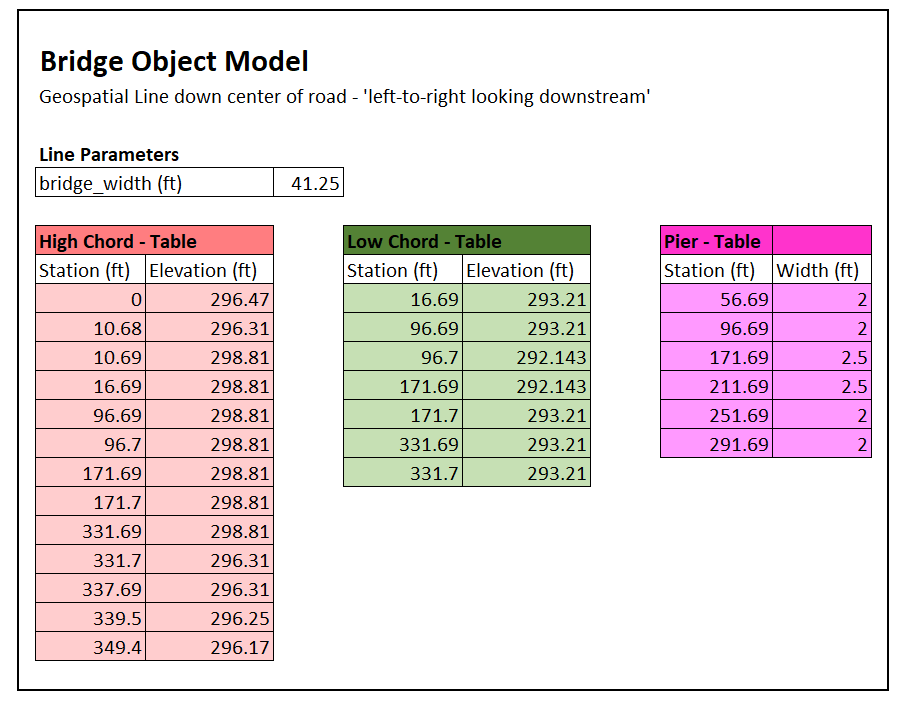 Bridge Object Model
Geospatial Line down center of road - 'left-to-right looking downstream'
Line Parameters
bridge_width (ft) 41.25
High Chord - Table
Station (ft) Elevation (ft)
0 296.47
10.68 296.31
10.69 298.81
16.69 298.81
96.69 298.81
96.7 298.81
171.69 298.81
171.7 298.81
331.69 298.81
331.7 296.31
337.69 296.31
339.5 296.25
349.4 296.17
Low Chord - Table
Station (ft) Elevation (ft)
16.69 293.21
96.69 293.21
96.7 292.143
171.69 292.143
171.7 293.21
331.69 293.21
331.7 293.21
Pier - Table
Station (ft) Width (ft)
56.69 2
96.69 2
171.69 2.5
211.69 2.5
251.69 2
291.69 2